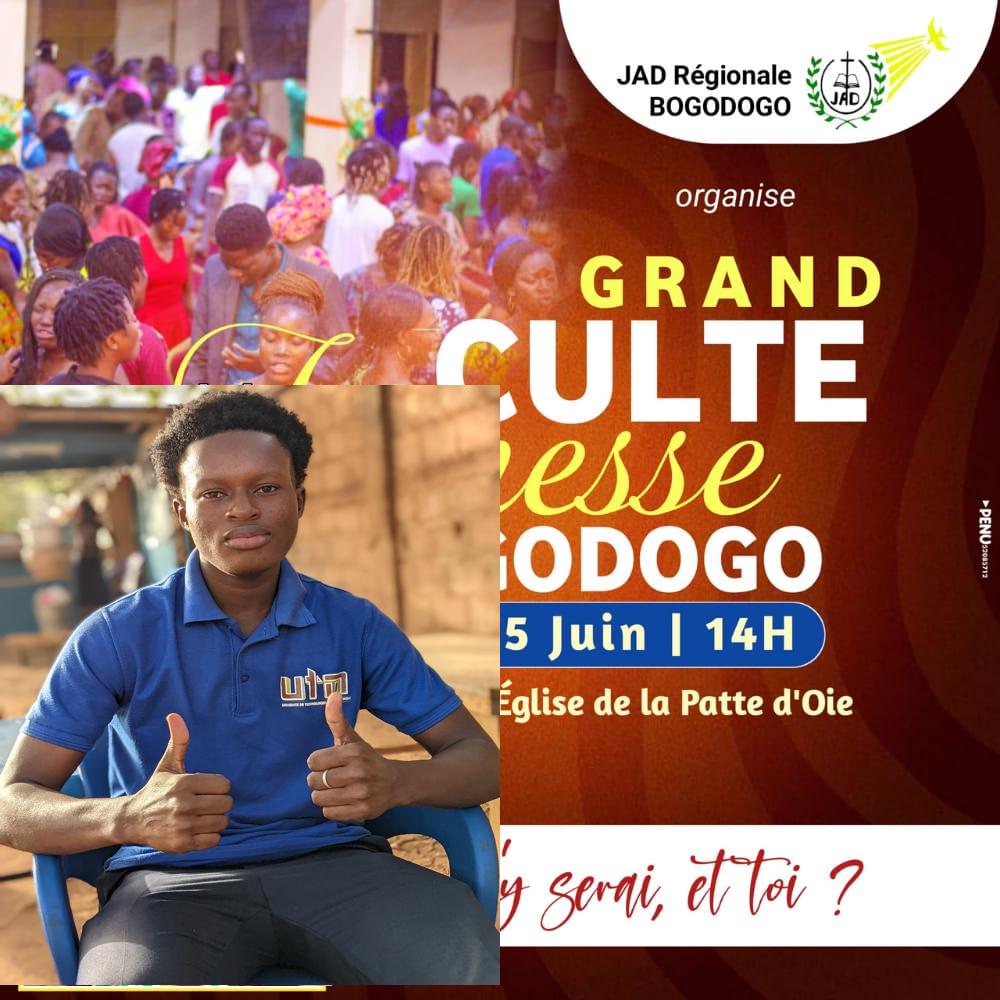 JAD Régionale
BOGODOGO
JAD
organise
GRAND
CULTE
esse
GODOGO
5 Juin | 14H
Église de la Patte d'Oie
y serai, et toi ?
PENU
52085712
utm